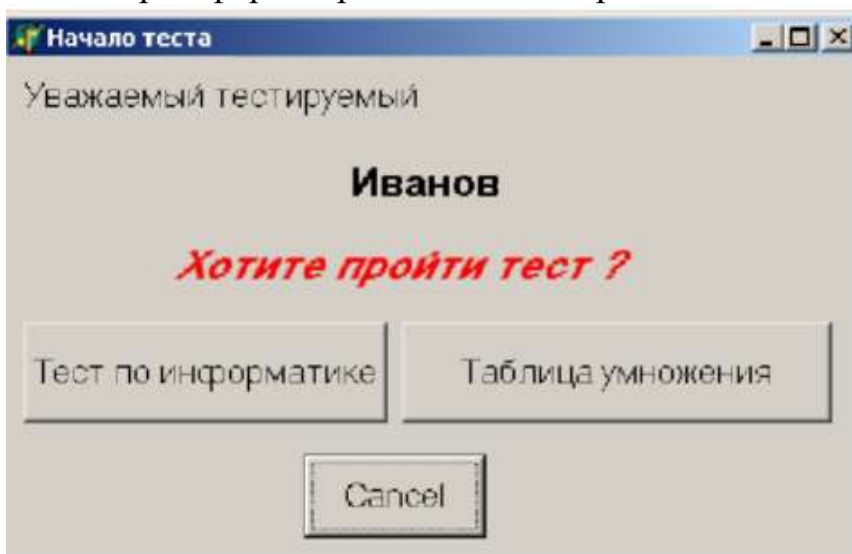 Начало теста
Уважаемый тестируемый
Иванов
Хотите пройти тест ?
Тест по информатике Таблица умножения
Cancel